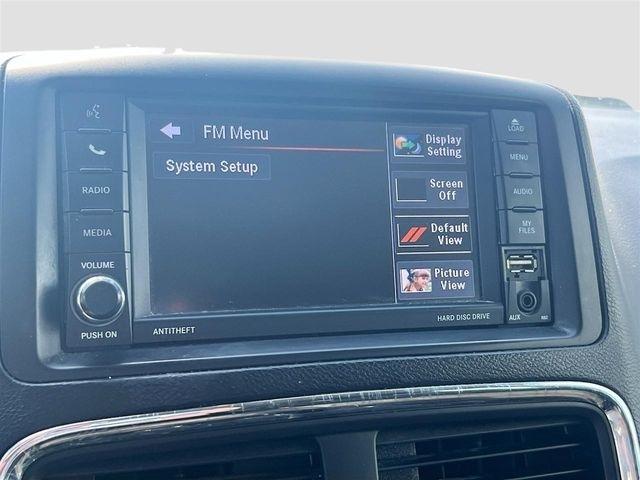 FM Menu
System Setup
Display
Setting
Screen
Off
Default
View
Picture
View
RADIO
MEDIA
VOLUME
PUSH ON
LOAD
MENU
AUDIO
MY
FILES
AUX
ANTITHEFT
HARD DISC DRIVE